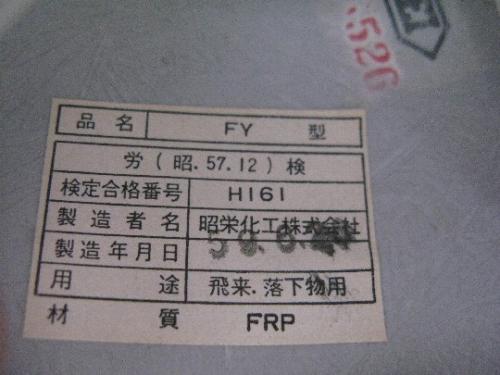 526
品名 FY 型
労(昭.57.12)検
検定合格番号 H161
製造者名 昭栄化工株式会社
製造年月日
用途 飛来.落下物用
材質 FRP